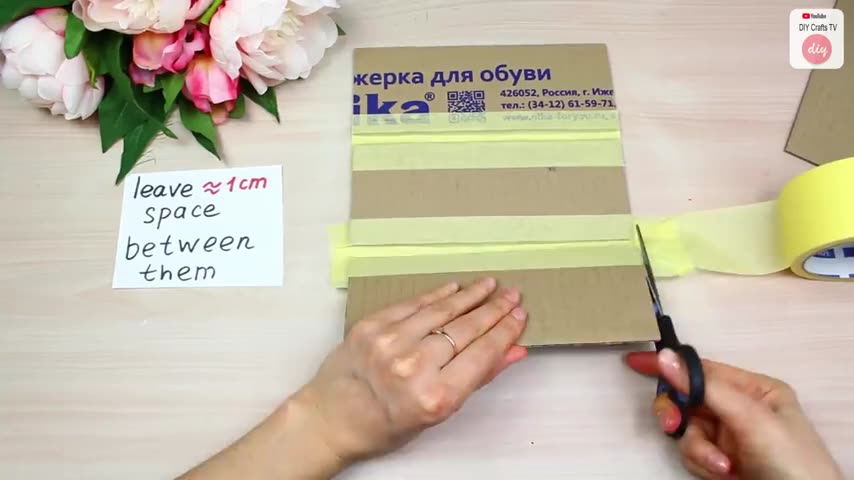 YouTube
DIY Crafts TV
diy
жерка для обуви
ika®
426052, Россия, г. Иже
тел.: (34-12) 61-59-71
leave ≈1cm
space
between
them